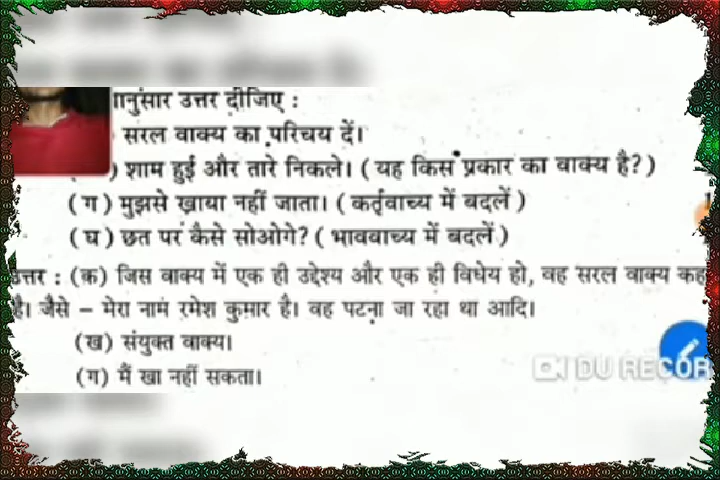 ानुसार उत्तर दीजिए :
सरल वाक्य का परिचय दें।
) शाम हुई और तारे निकले। ( यह किस प्रकार का वाक्य है? )
( ग ) मुझसे खाया नहीं जाता। ( कर्तृवाच्य में बदलें )
( घ ) छत पर कैसे सोओगे? ( भाववाच्य में बदलें )
उत्तर : (क) जिस वाक्य में एक ही उद्देश्य और एक ही विधेय हो, वह सरल वाक्य कह
है। जैसे – मेरा नाम रमेश कुमार है। वह पटना जा रहा था आदि।
(ख) संयुक्त वाक्य।
(ग) मैं खा नहीं सकता।
DU RECOR